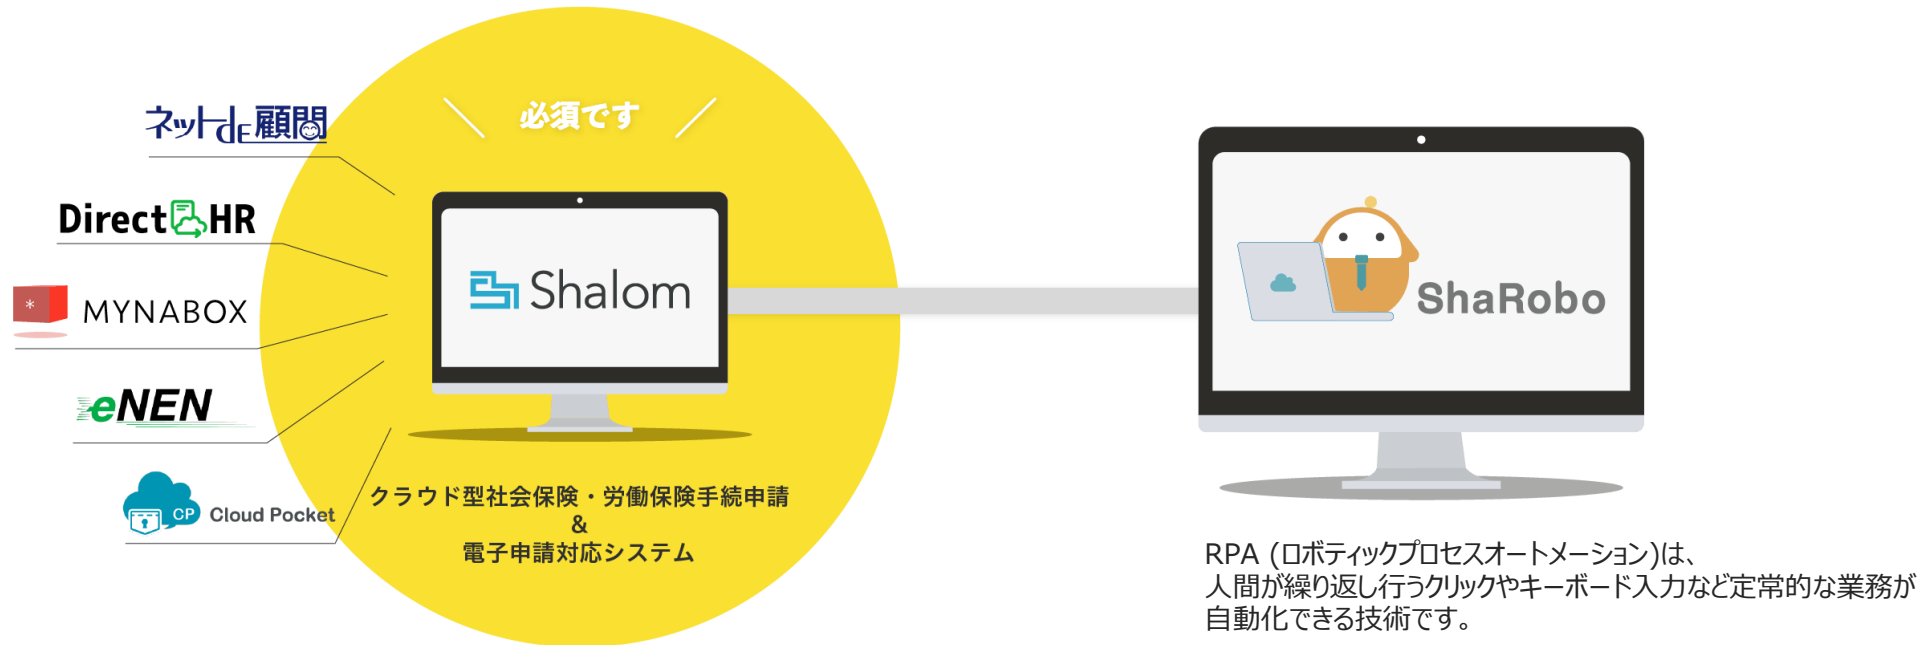 必須です
ネットdE顧問
DirectHR
MYNABOX
eNEN
CP
Cloud Pocket
Shalom
クラウド型社会保険・労働保険手続申請
&
電子申請対応システム
ShaRobo
RPA (ロボティックプロセスオートメーション)は、
人間が繰り返し行うクリックやキーボード入力など定常的な業務が
自動化できる技術です。